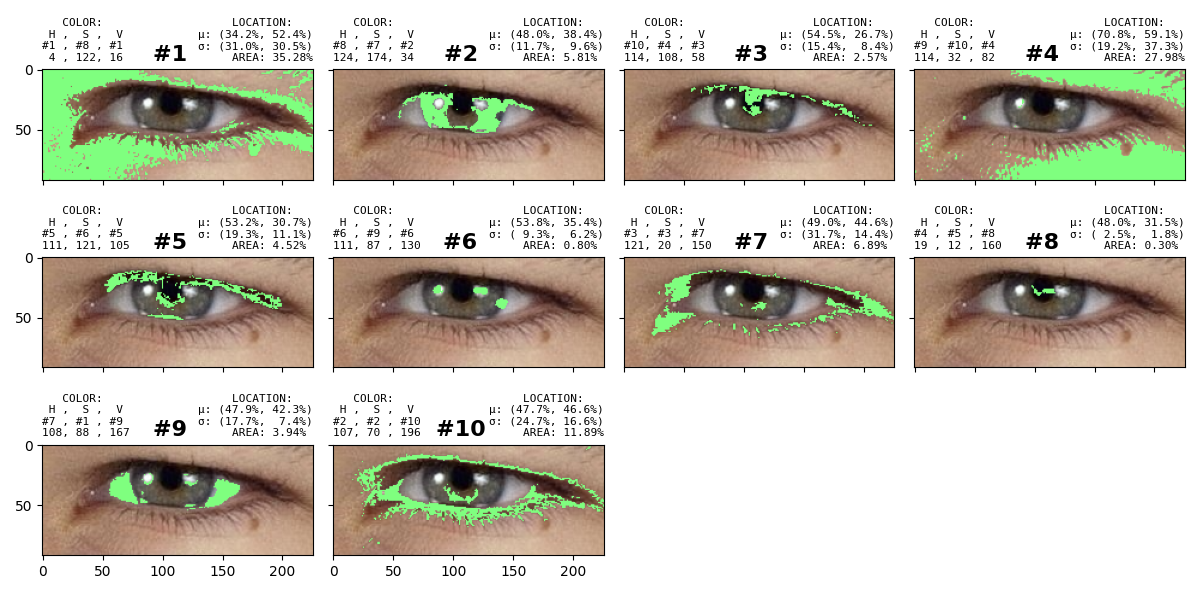 COLOR: LOCATION:
H , S , V μ: (34.2%, 52.4%)
#1 , #8 , #1 #1 σ: (31.0%, 30.5%)
4 , 122, 16 AREA: 35.28%
COLOR: LOCATION:
H , S , V μ: (48.0%, 38.4%)
#8 , #7 , #2 #2 σ: (11.7%, 9.6%)
124, 174, 34 AREA: 5.81%
COLOR: LOCATION:
H , S , V μ: (54.5%, 26.7%)
#10, #4 , #3 #3 σ: (15.4%, 8.4%)
114, 108, 58 AREA: 2.57%
COLOR: LOCATION:
H , S , V μ: (70.8%, 59.1%)
#9 , #10, #4 #4 σ: (19.2%, 37.3%)
114, 32 , 82 AREA: 27.98%
0
50
COLOR: LOCATION:
H , S , V μ: (53.2%, 30.7%)
#5 , #6 , #5 #5 σ: (19.3%, 11.1%)
111, 121, 105 AREA: 4.52%
COLOR: LOCATION:
H , S , V μ: (53.8%, 35.4%)
#6 , #9 , #6 #6 σ: ( 9.3%, 6.2%)
111, 87 , 130 AREA: 0.80%
COLOR: LOCATION:
H , S , V μ: (49.0%, 44.6%)
#3 , #3 , #7 #7 σ: (31.7%, 14.4%)
121, 20 , 150 AREA: 6.89%
COLOR: LOCATION:
H , S , V μ: (48.0%, 31.5%)
#4 , #5 , #8 #8 σ: ( 2.5%, 1.8%)
19 , 12 , 160 AREA: 0.30%
0
50
COLOR: LOCATION:
H , S , V μ: (47.9%, 42.3%)
#7 , #1 , #9 #9 σ: (17.7%, 7.4%)
108, 88 , 167 AREA: 3.94%
COLOR: LOCATION:
H , S , V μ: (47.7%, 46.6%)
#2 , #2 , #10 #10 σ: (24.7%, 16.6%)
107, 70 , 196 AREA: 11.89%
0
50
0 50 100 150 200
0 50 100 150 200